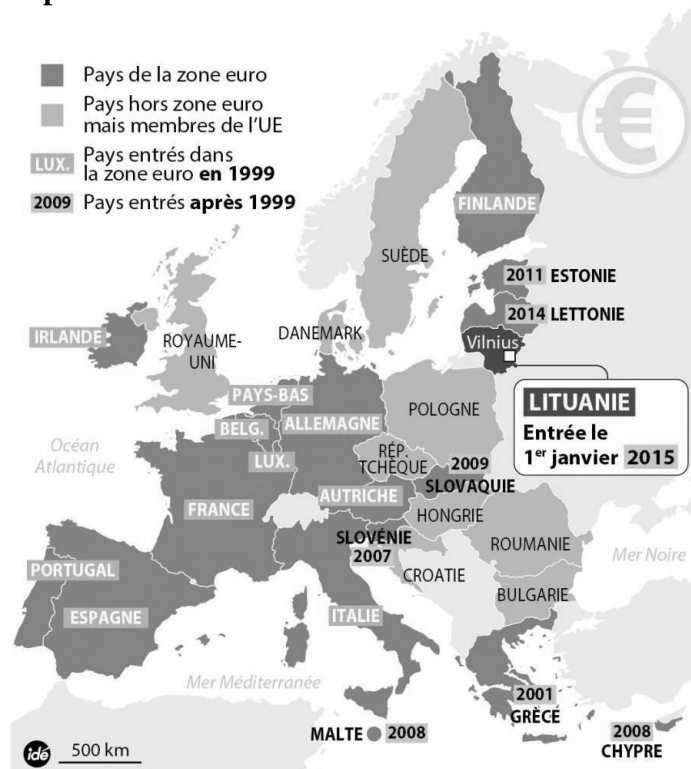 Pays de la zone euro
Pays hors zone euro
mais membres de l'UE
LUX. Pays entrés dans
la zone euro en 1999
2009 Pays entrés après 1999
€
FINLANDE
SUÈDE
2011 ESTONIE
2014 LETTONIE
Vilnius
IRLANDE
ROYAUME-
UNI
DANEMARK
LITUANIE
Entrée le
1er janvier 2015
PAYS-BAS
POLOGNE
BELG.
ALLEMAGNE
Océan
Atlantique
LUX.
RÉP.
TCHÈQUE
2009
SLOVAQUIE
FRANCE
AUTRICHE
HONGRIE
SLOVÉNIE
2007
ROUMANIE
Mer Noire
CROATIE
BULGARIE
PORTUGAL
ESPAGNE
ITALIE
Mer Méditerranée
2001
GRÈCE
MALTE 2008
2008
CHYPRE
idé 500 km